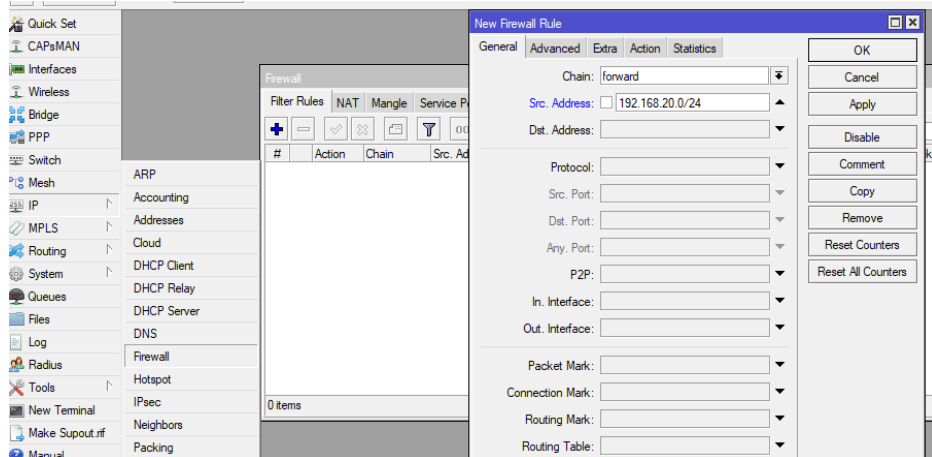 Quick Set
CAPsMAN
Interfaces
Wireless
Bridge
PPP
Switch
Mesh
IP
MPLS
Routing
System
Queues
Files
Log
Radius
Tools
New Terminal
Make Supout.rif
Manual
ARP
Accounting
Addresses
Cloud
DHCP Client
DHCP Relay
DHCP Server
DNS
Firewall
Hotspot
IPsec
Neighbors
Packing
Firewall
Filter Rules NAT Mangle Service
# Action Chain Src. Ad
0 items
New Firewall Rule
General Advanced Extra Action Statistics
Chain: forward
Src. Address: 192.168.20.0/24
Dst. Address:
Protocol:
Src. Port:
Dst. Port:
Any. Port:
P2P:
In. Interface:
Out. Interface:
Packet Mark:
Connection Mark:
Routing Mark:
Routing Table:
OK
Cancel
Apply
Disable
Comment
Copy
Remove
Reset Counters
Reset All Counters